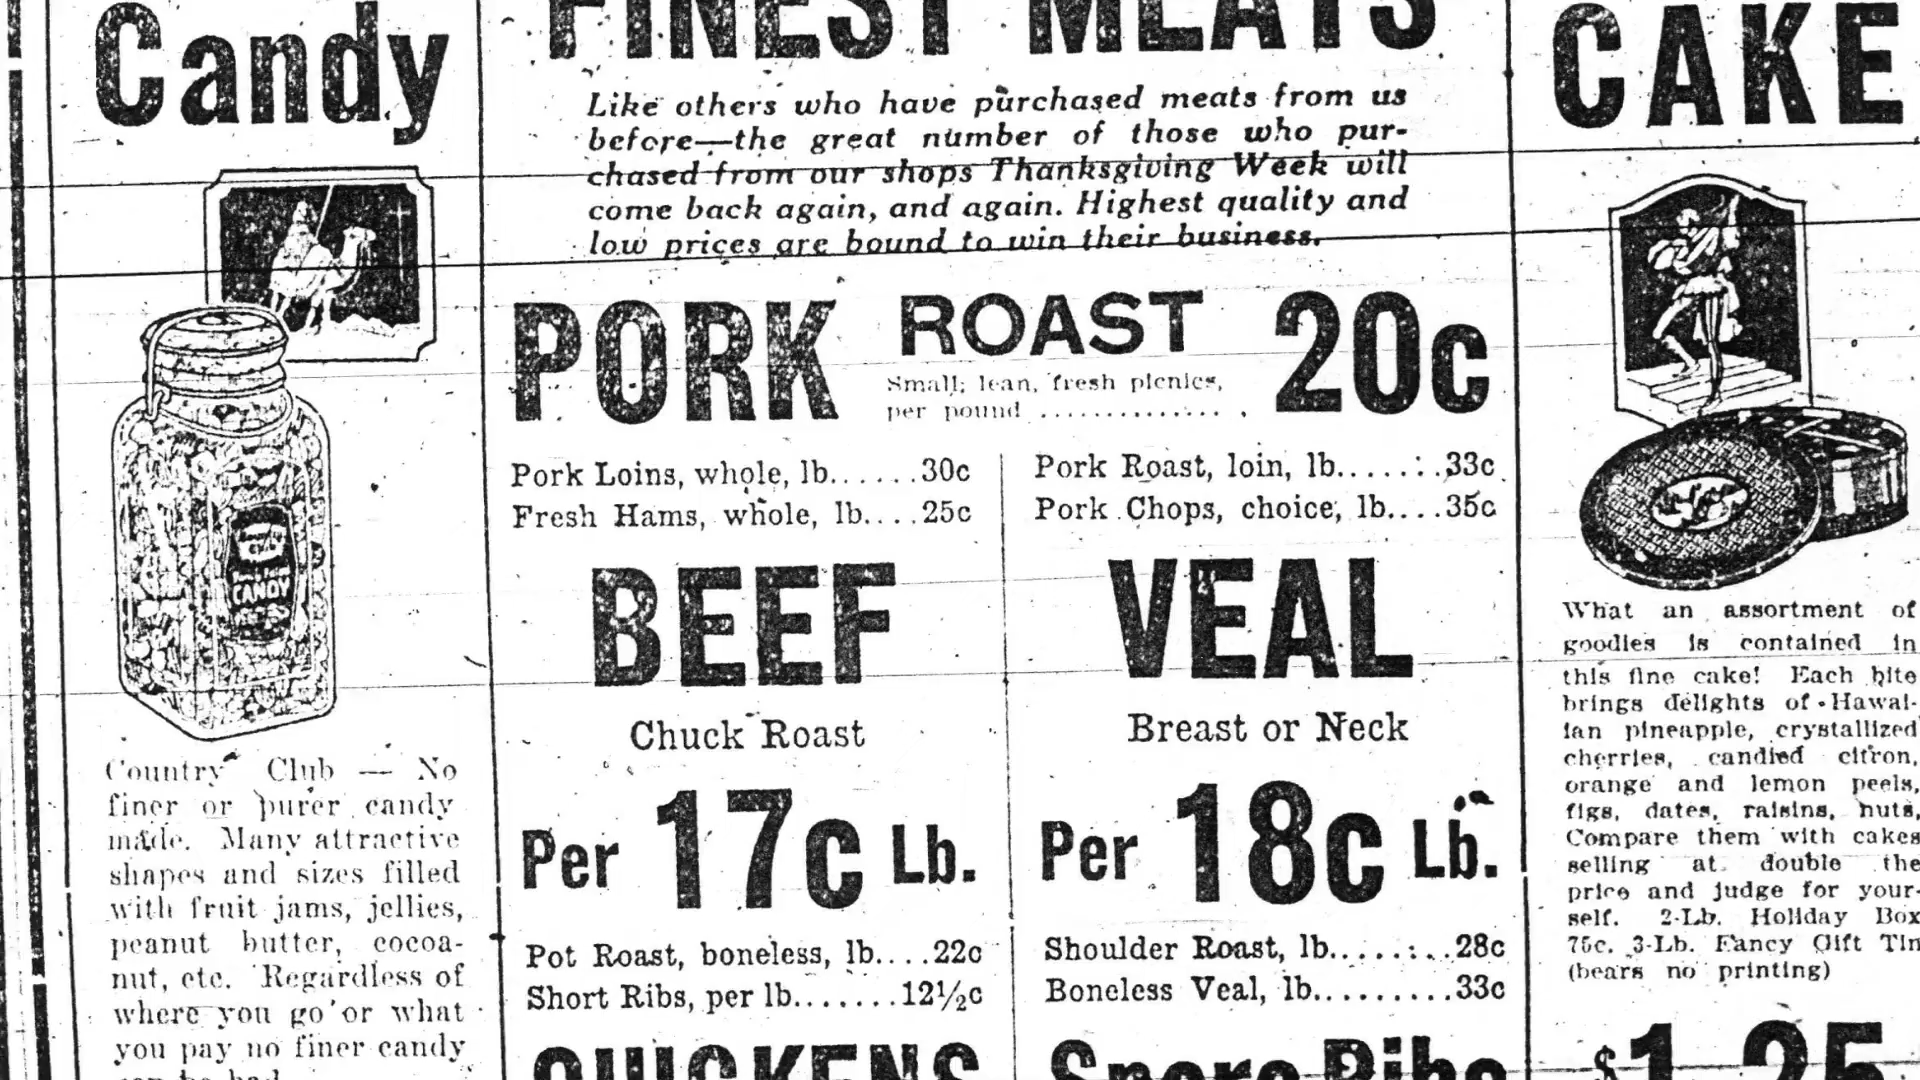 Candy
CANDY
Country Club — No
finer or purer candy
made. Many attractive
shapes and sizes filled
with fruit jams, jellies,
peanut butter, cocoa-
nut, etc. Regardless of
where you go or what
you pay no finer candy
can be had.
FINEST MEATS
Like others who have purchased meats from us
before—the great number of those who pur-
chased from our shops Thanksgiving Week will
come back again, and again. Highest quality and
low prices are bound to win their business.
PORK ROAST 20c
Small, lean, fresh picnics,
per pound
Pork Loins, whole, lb......30c
Fresh Hams, whole, lb....25c
Pork Roast, loin, lb.......33c
Pork Chops, choice, lb....35c
BEEF
Chuck Roast
Per 17c Lb.
Pot Roast, boneless, lb....22c
Short Ribs, per lb.......12½c
CHICKENS
VEAL
Breast or Neck
Per 18c Lb.
Shoulder Roast, lb........28c
Boneless Veal, lb.........33c
Spare Ribs
CAKE
What an assortment of
goodies is contained in
this fine cake! Each bite
brings delights of Hawai-
ian pineapple, crystallized
cherries, candied citron,
orange and lemon peels,
figs, dates, raisins, nuts,
Compare them with cakes
selling at double the
price and judge for your-
self. 2-Lb. Holiday Box
75c. 3-Lb. Fancy Gift Tin
(bears no printing)
$1.25